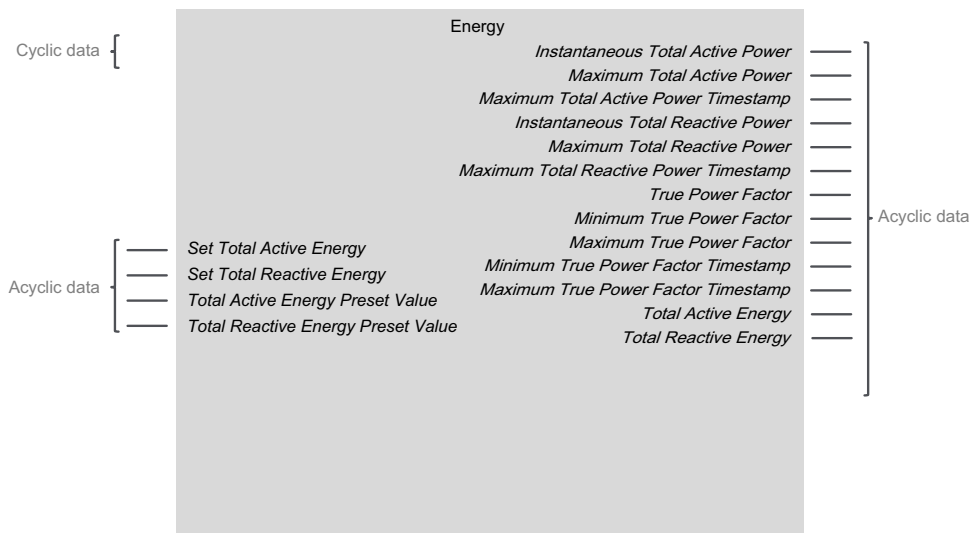 Energy
Cyclic data
Instantaneous Total Active Power
Maximum Total Active Power
Maximum Total Active Power Timestamp
Instantaneous Total Reactive Power
Maximum Total Reactive Power
Maximum Total Reactive Power Timestamp
True Power Factor
Minimum True Power Factor
Maximum True Power Factor
Minimum True Power Factor Timestamp
Maximum True Power Factor Timestamp
Total Active Energy
Total Reactive Energy
Acyclic data
Acyclic data
Set Total Active Energy
Set Total Reactive Energy
Total Active Energy Preset Value
Total Reactive Energy Preset Value